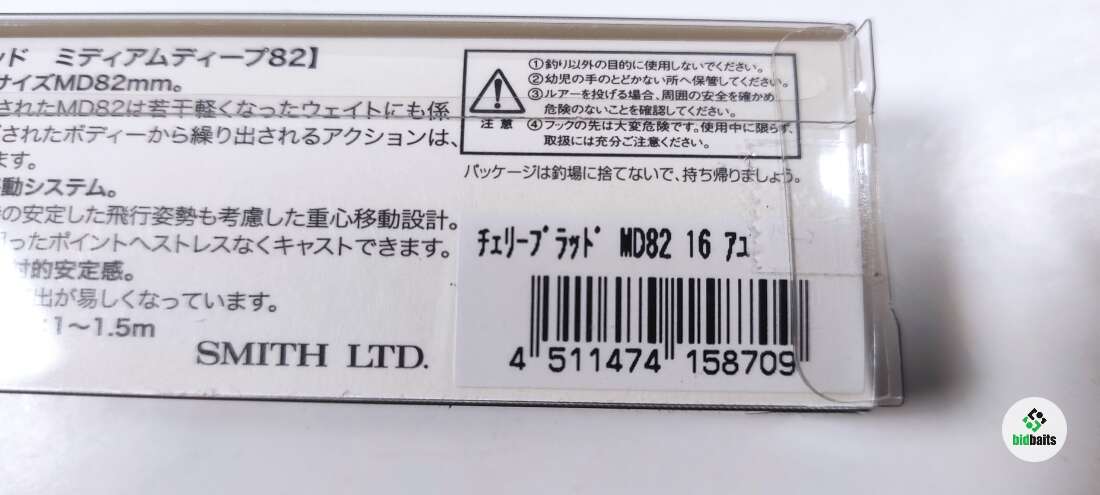 ッド ミディアムディープ82】
サイズMD82mm。
されたMD82は若干軽くなったウェイトにも係
されたボディーから繰り出されるアクションは、
ます。
動システム。
の安定した飛行姿勢も考慮した重心移動設計。
ったポイントへストレスなくキャストできます。
対的安定感。
出が易しくなっています。
1〜1.5m
SMITH LTD.
注意
①釣り以外の目的に使用しないでください。
②幼児の手のとどかない所へ保管してください。
③ルアーを投げる場合、周囲の安全を確かめ、
危険のないことを確認してください。
④フックの先は大変危険です。使用中に限らず、
取扱には充分ご注意ください。
パッケージは釣場に捨てないで、持ち帰りましょう。
ﾁｪﾘｰﾌﾞﾗｯﾄﾞ MD82 16 ｱﾕ
4 511474 158709
bidbaits